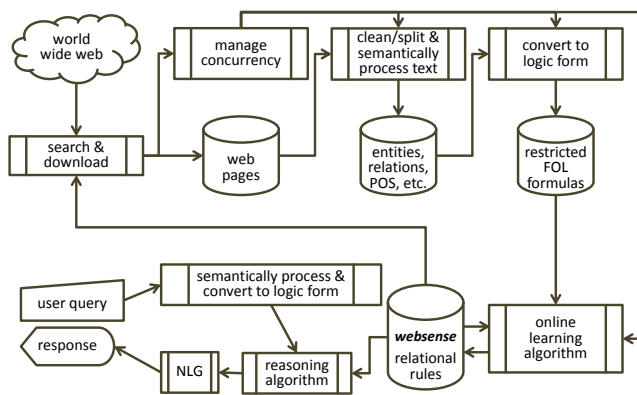 world
wide web
manage
concurrency
clean/split &
semantically
process text
convert to
logic form
search &
download
web
pages
entities,
relations,
POS, etc.
restricted
FOL
formulas
user query
semantically process &
convert to logic form
websense
relational
rules
online
learning
algorithm
response
NLG
reasoning
algorithm